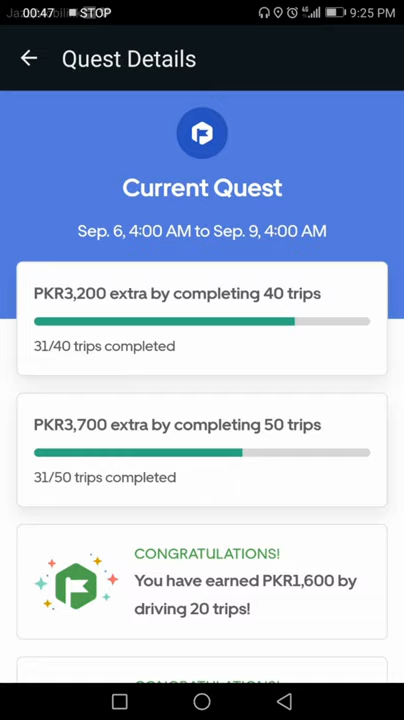 00:47 STOP 9:25 PM
Quest Details
Current Quest
Sep. 6, 4:00 AM to Sep. 9, 4:00 AM
PKR3,200 extra by completing 40 trips
31/40 trips completed
PKR3,700 extra by completing 50 trips
31/50 trips completed
CONGRATULATIONS!
You have earned PKR1,600 by
driving 20 trips!